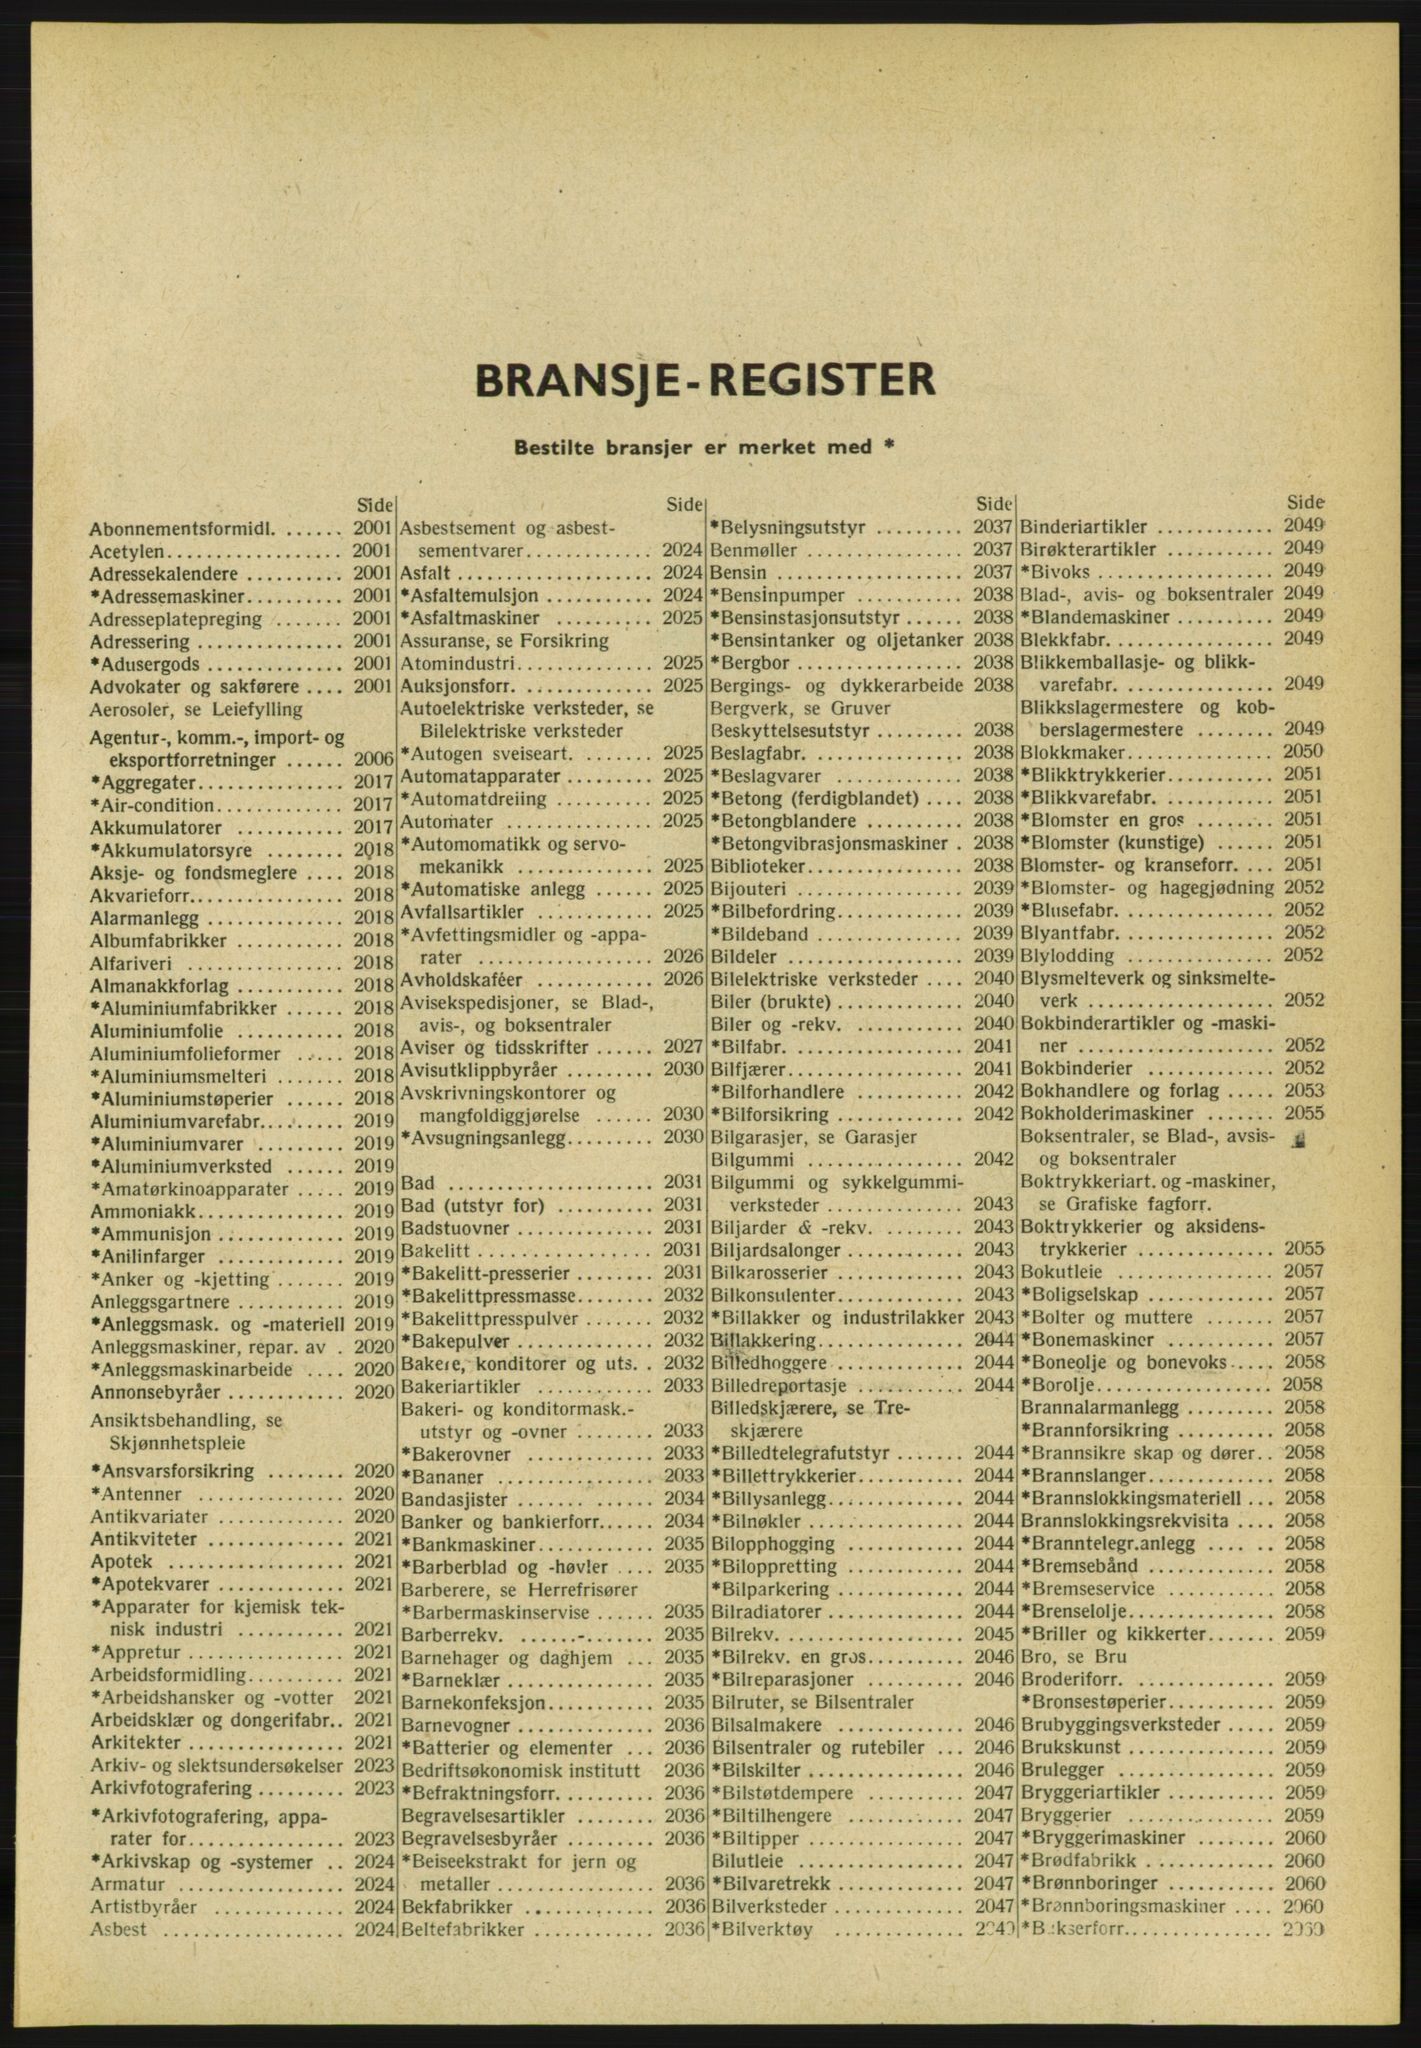 BRANSJE-REGISTER
Bestilte bransjer er merket med *
Side
Abonnementsformidl. ...... 2001
Acetylen.................. 2001
Adressekalendere .......... 2001
*Adressemaskiner.......... 2001
Adresseplatepreging ....... 2001
Adressering ............... 2001
*Adusergods .............. 2001
Advokater og sakførere .... 2001
Aerosoler, se Leiefylling
Agentur-, komm.-, import- og
eksportforretninger ...... 2006
*Aggregater............... 2017
*Air-condition............. 2017
Akkumulatorer ............ 2017
*Akkumulatorsyre ........ 2018
Aksje- og fondsmeglere .... 2018
Akvarieforr................ 2018
Alarmanlegg .............. 2018
Albumfabrikker ........... 2018
Alfariveri ................ 2018
Almanakkforlag ........... 2018
*Aluminiumfabrikker ...... 2018
Aluminiumfolie ........... 2018
Aluminiumfolieformer ..... 2018
*Aluminiumsmelteri ....... 2018
*Aluminiumstøperier ...... 2018
Aluminiumvarefabr......... 2019
*Aluminiumvarer ......... 2019
*Aluminiumverksted ...... 2019
*Amatørkinoapparater ..... 2019
Ammoniakk............... 2019
*Ammunisjon ............. 2019
*Anilinfarger ............. 2019
*Anker og -kjetting ....... 2019
Anleggsgartnere ........... 2019
*Anleggsmask. og -materiell 2019
Anleggsmaskiner, repar. av . 2020
*Anleggsmaskinarbeide .... 2020
Annonsebyråer ............ 2020
Ansiktsbehandling, se
Skjønnhetspleie
*Ansvarsforsikring ........ 2020
*Antenner ............... 2020
Antikvariater ............. 2020
Antikviteter .............. 2021
Apotek .................. 2021
*Apotekvarer ............. 2021
*Apparater for kjemisk tek-
nisk industri ........... 2021
*Appretur ................ 2021
Arbeidsformidling.......... 2021
*Arbeidshansker og -votter 2021
Arbeidsklær og dongerifabr.. 2021
Arkitekter ................ 2021
Arkiv- og slektsundersøkelser 2023
Arkivfotografering ......... 2023
*Arkivfotografering, appa-
rater for................ 2023
*Arkivskap og -systemer .. 2024
Armatur ................. 2024
Artistbyråer .............. 2024
Asbest ................... 2024
Side
Asbestsement og asbest-
sementvarer............. 2024
Asfalt .................... 2024
*Asfaltemulsjon ........... 2024
*Asfaltmaskiner .......... 2025
Assuranse, se Forsikring
Atomindustri.............. 2025
Auksjonsforr. ............. 2025
Autoelektriske verksteder, se
Bilelektriske verksteder
*Autogen sveiseart. ....... 2025
Automatapparater ......... 2025
*Automatdreiing .......... 2025
Automater ............... 2025
*Automomatikk og servo-
mekanikk .............. 2025
*Automatiske anlegg ...... 2025
Avfallsartikler ............ 2025
*Avfettingsmidler og -appa-
rater .................. 2026
Avholdskaféer ............ 2026
Avisekspedisjoner, se Blad-,
avis-, og boksentraler
Aviser og tidsskrifter ...... 2027
Avisutklippbyråer ......... 2030
Avskrivningskontorer og
mangfoldiggjørelse ...... 2030
*Avsugningsanlegg......... 2030
Bad ..................... 2031
Bad (utstyr for) .......... 2031
Badstuovner .............. 2031
Bakelitt .................. 2031
*Bakelitt-presserier ........ 2031
*Bakelittpressmasse........ 2032
*Bakelittpresspulver ....... 2032
*Bakepulver .............. 2032
Bakere, konditorer og uts. .. 2032
Bakeriartikler ............ 2033
Bakeri- og konditormask.-
utstyr og -ovner ........ 2033
*Bakerovner ............. 2033
*Bananer ................ 2033
Bandasjister .............. 2034
Banker og bankierforr...... 2034
*Bankmaskiner............ 2035
*Barberblad og -høvler .... 2035
Barberere, se Herrefrisører
*Barbermaskinservise ...... 2035
Barberrekv. .............. 2035
Barnehager og daghjem ... 2035
*Barneklær ............... 2035
Barnekonfeksjon........... 2035
Barnevogner .............. 2036
*Batterier og elementer ... 2036
Bedriftsøkonomisk institutt 2036
*Befraktningsforr. ......... 2036
Begravelsesartikler ........ 2036
Begravelsesbyråer ......... 2036
*Beiseekstrakt for jern og
metaller ................ 2036
Bekfabrikker ............. 2036
Beltefabrikker ............ 2036
Side
*Belysningsutstyr ......... 2037
Benmøller ............... 2037
Bensin ................... 2037
*Bensinpumper ........... 2038
*Bensinstasjonsutstyr ...... 2038
*Bensintanker og oljetanker 2038
*Bergbor ................. 2038
Bergings- og dykkerarbeide 2038
Bergverk, se Gruver
Beskyttelsesutstyr ......... 2038
Beslagfabr. ............... 2038
*Beslagvarer ............. 2038
*Betong (ferdigblandet) .... 2038
*Betongblandere .......... 2038
*Betongvibrasjonsmaskiner . 2038
Biblioteker................ 2038
Bijouteri ................. 2039
*Bilbefordring............. 2039
*Bildeband ............... 2039
Bildeler .................. 2039
Bilelektriske verksteder .... 2040
Biler (brukte) ............. 2040
Biler og -rekv. ............ 2040
*Bilfabr. ................. 2041
Bilfjærer.................. 2041
*Bilforhandlere ........... 2042
*Bilforsikring ............. 2042
Bilgarasjer, se Garasjer
Bilgummi ................ 2042
Bilgummi og sykkelgummi-
verksteder ............. 2043
Biljarder & -rekv. ......... 2043
Biljardsalonger ............ 2043
Bilkarosserier ............. 2043
Bilkonsulenter............. 2043
*Billakker og industrilakker 2043
Billakkering............... 2044
Billedhoggere ............. 2044
Billedreportasje ........... 2044
Billedskjærere, se Tre-
skjærere
*Billedtelegrafutstyr ....... 2044
*Billettrykkerier........... 2044
*Billysanlegg.............. 2044
*Bilnøkler ................ 2044
Bilopphogging ............ 2044
*Biloppretting ............ 2044
*Bilparkering ............. 2044
Bilradiatorer .............. 2044
Bilrekv. .................. 2045
*Bilrekv. en gros.......... 2046
*Bilreparasjoner ........... 2046
Bilruter, se Bilsentraler
Bilsalmakere ............. 2046
Bilsentraler og rutebiler ... 2046
*Bilskilter ................ 2046
*Bilstøtdempere .......... 2047
*Biltilhengere ............. 2047
*Biltipper ................ 2047
Bilutleie ................. 2047
*Bilvaretrekk ............. 2047
Bilverksteder .............. 2047
*Bilverktøy .............
Side
Binderiartikler ............ 2049
Birøkterartikler ........... 2049
*Bivoks .................. 2049
Blad-, avis- og boksentraler 2049
*Blandemaskiner .......... 2049
Blekkfabr. ................ 2049
Blikkemballasje- og blikk-
varefabr. ............... 2049
Blikkslagermestere og kob-
berslagermestere ........ 2049
Blokkmaker............... 2050
*Blikktrykkerier........... 2051
*Blikkvarefabr. ........... 2051
*Blomster en gros ........ 2051
*Blomster (kunstige) ...... 2051
Blomster- og kranseforr. ... 2051
*Blomster- og hagegjødning 2052
*Blusefabr. ............... 2052
Blyantfabr. ............... 2052
Blylodding ............... 2052
Blysmelteverk og sinksmelte-
verk ................... 2052
Bokbinderartikler og -maski-
ner .................... 2052
Bokbinderier ............. 2052
Bokhandlere og forlag ..... 2053
Bokholderimaskiner ....... 2055
Boksentraler, se Blad-, avsis-
og boksentraler
Boktrykkeriart. og -maskiner,
se Grafiske fagforr.
Boktrykkerier og aksidens-
trykkerier .............. 2055
Bokutleie ................ 2057
*Boligselskap ............. 2057
*Bolter og muttere ....... 2057
*Bonemaskiner ............ 2057
*Boneolje og bonevoks..... 2058
*Borolje.................. 2058
Brannalarmanlegg ......... 2058
*Brannforsikring .......... 2058
*Brannsikre skap og dører.. 2058
*Brannslanger............. 2058
*Brannslokkingsmateriell ... 2058
Brannslokkingsrekvisita .... 2058
*Branntelegr.anlegg .... .. 2058
*Bremsebånd ............. 2058
*Bremseservice ........... 2058
*Brenselolje............... 2058
*Briller og kikkerter....... 2059
Bro, se Bru
Broderiforr. .............. 2059
*Bronsestøperier........... 2059
Brubyggingsverksteder ..... 2059
Brukskunst ............... 2059
Brulegger ................ 2059
Bryggeriartikler ........... 2059
Bryggerier ............... 2059
*Bryggerimaskiner ........ 2060
*Brødfabrikk ............. 2060
*Brønnboringer ........... 2060
*Brønnboringsmaskiner .... 2060